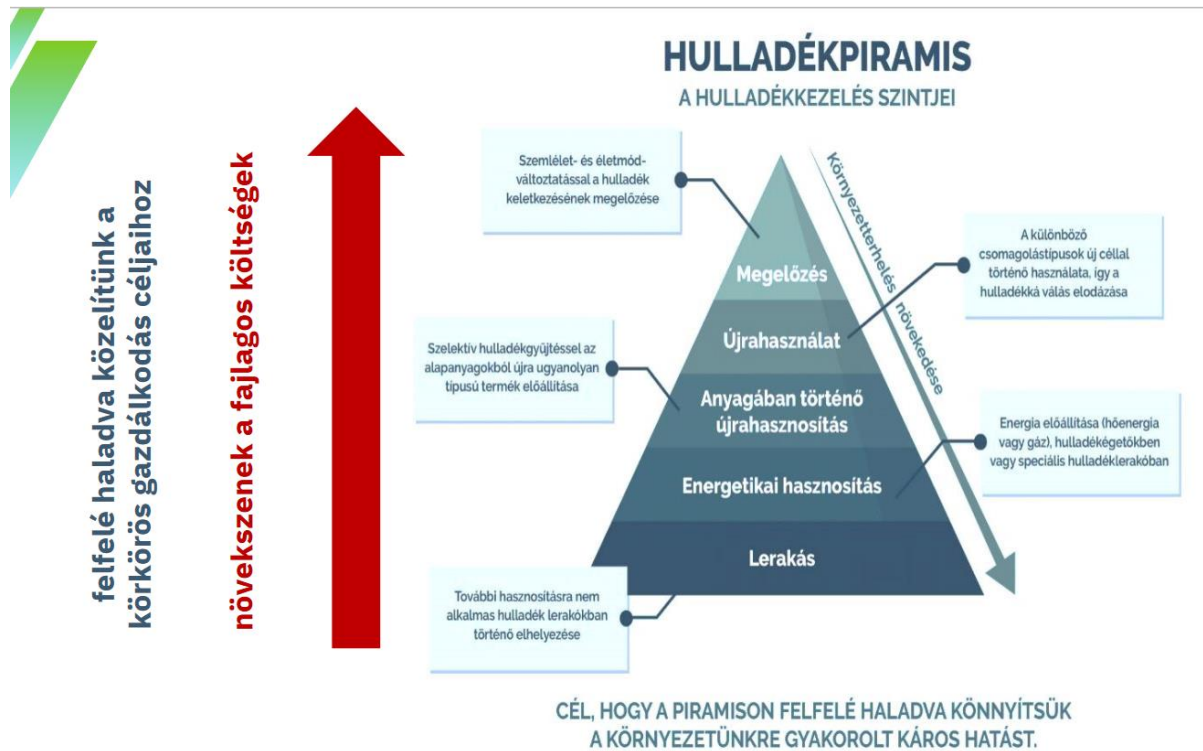 HULLADÉKPIRAMIS
A HULLADÉKKEZELÉS SZINTJEI
felfelé haladva közelítünk a
körkörös gazdálkodás céljaihoz
növekszenek a fajlagos költségek
Szemlélet- és életmód-
változtatással a hulladék
keletkezésének megelőzése
Környezetterhelés növekedése
A különböző
csomagolástípusok új céllal
történő használata, így a
hulladékká válás elodázása
Megelőzés
Újrahasználat
Szelektív hulladékgyűjtéssel az
alapanyagokból újra ugyanolyan
típusú termék előállítása
Anyagában történő
újrahasznosítás
Energia előállítása (hőenergia
vagy gáz), hulladékégetőkben
vagy speciális hulladéklerakóban
Energetikai hasznosítás
Lerakás
További hasznosításra nem
alkalmas hulladék lerakókban
történő elhelyezése
CÉL, HOGY A PIRAMISON FELFELÉ HALADVA KÖNNYÍTSÜK
A KÖRNYEZETÜNKRE GYAKOROLT KÁROS HATÁST.